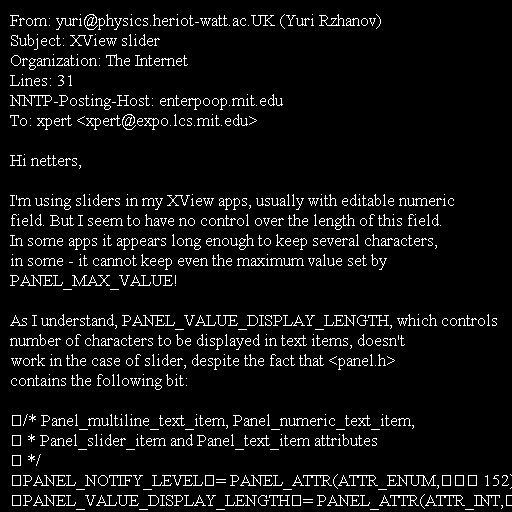 From: yuri@physics.heriot-watt.ac.UK (Yuri Rzhanov)
Subject: XView slider
Organization: The Internet
Lines: 31
NNTP-Posting-Host: enterpoop.mit.edu
To: xpert <xpert@expo.lcs.mit.edu>

Hi netters,

I'm using sliders in my XView apps, usually with editable numeric
field. But I seem to have no control over the length of this field.
In some apps it appears long enough to keep several characters,
in some - it cannot keep even the maximum value set by
PANEL_MAX_VALUE!

As I understand, PANEL_VALUE_DISPLAY_LENGTH, which controls
number of characters to be displayed in text items, doesn't
work in the case of slider, despite the fact that <panel.h>
contains the following bit:

▯/* Panel_multiline_text_item, Panel_numeric_text_item,
▯ * Panel_slider_item and Panel_text_item attributes
▯ */
▯PANEL_NOTIFY_LEVEL▯= PANEL_ATTR(ATTR_ENUM,▯▯▯ 152)
▯PANEL_VALUE_DISPLAY_LENGTH▯= PANEL_ATTR(ATTR_INT,▯